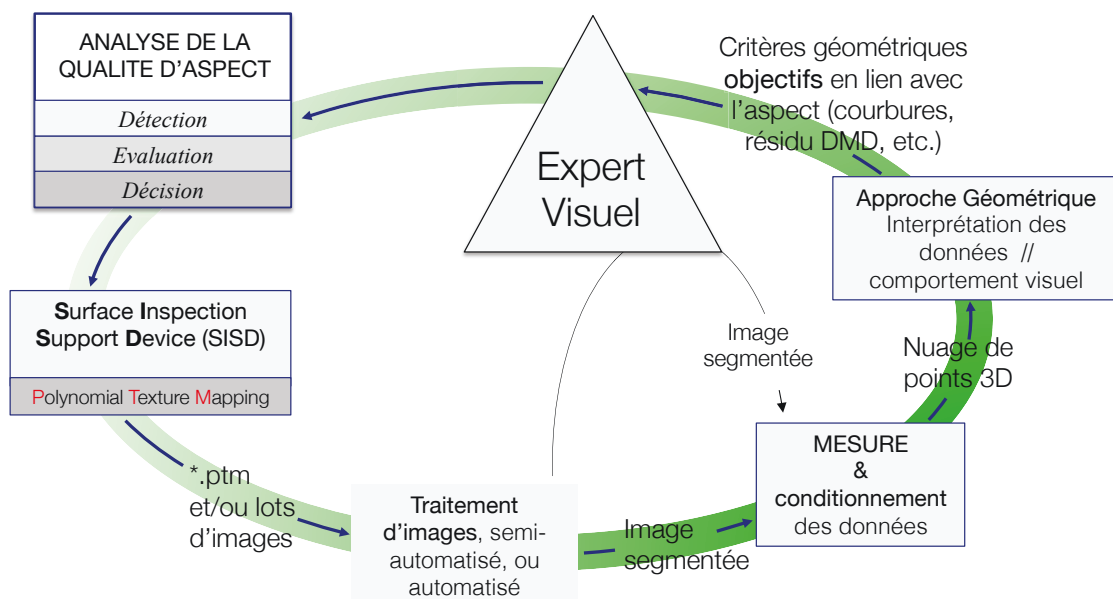 ANALYSE DE LA
QUALITE D'ASPECT
Détection
Evaluation
Décision
Expert
Visuel
Critères géométriques
objectifs en lien avec
l'aspect (courbures,
résidu DMD, etc.)
Approche Géométrique
Interprétation des
données //
comportement visuel
Surface Inspection
Support Device (SISD)
Polynomial Texture Mapping
Image
segmentée
Nuage de
points 3D
*.ptm
et/ou lots
d'images
Traitement
d'images, semi-
automatisé, ou
automatisé
Image
segmentée
MESURE
&
conditionnement
des données